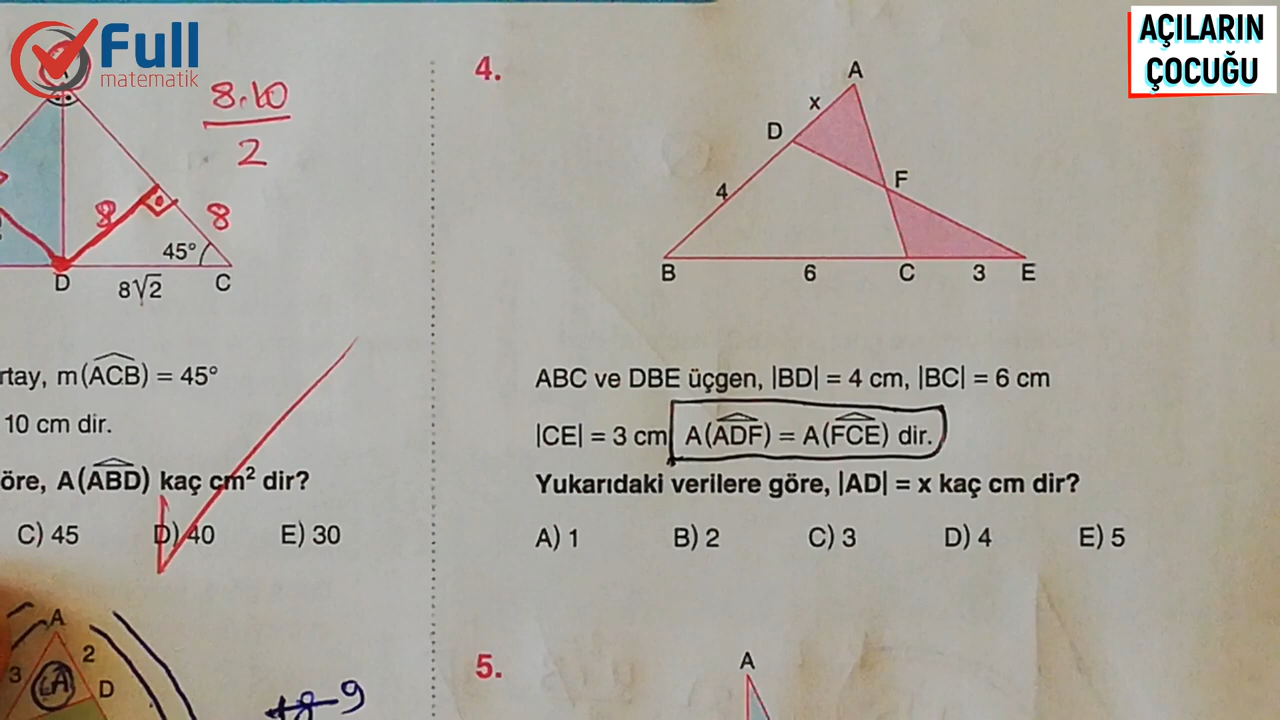 Full
matematik
AÇILARIN
ÇOCUĞU
8.10
2
8
8
45°
D
8√2
C
rtay, m(ACB) = 45°
10 cm dir.
öre, A(ABD) kaç cm² dir?
C) 45 D) 40 E) 30
A
2
3
D
9
4.
A
x
D
F
4
B
6
C
3
E
ABC ve DBE üçgen, |BD| = 4 cm, |BC| = 6 cm
|CE| = 3 cm A(ADF) = A(FCE) dir.
Yukarıdaki verilere göre, |AD| = x kaç cm dir?
A) 1 B) 2 C) 3 D) 4 E) 5
5.
A